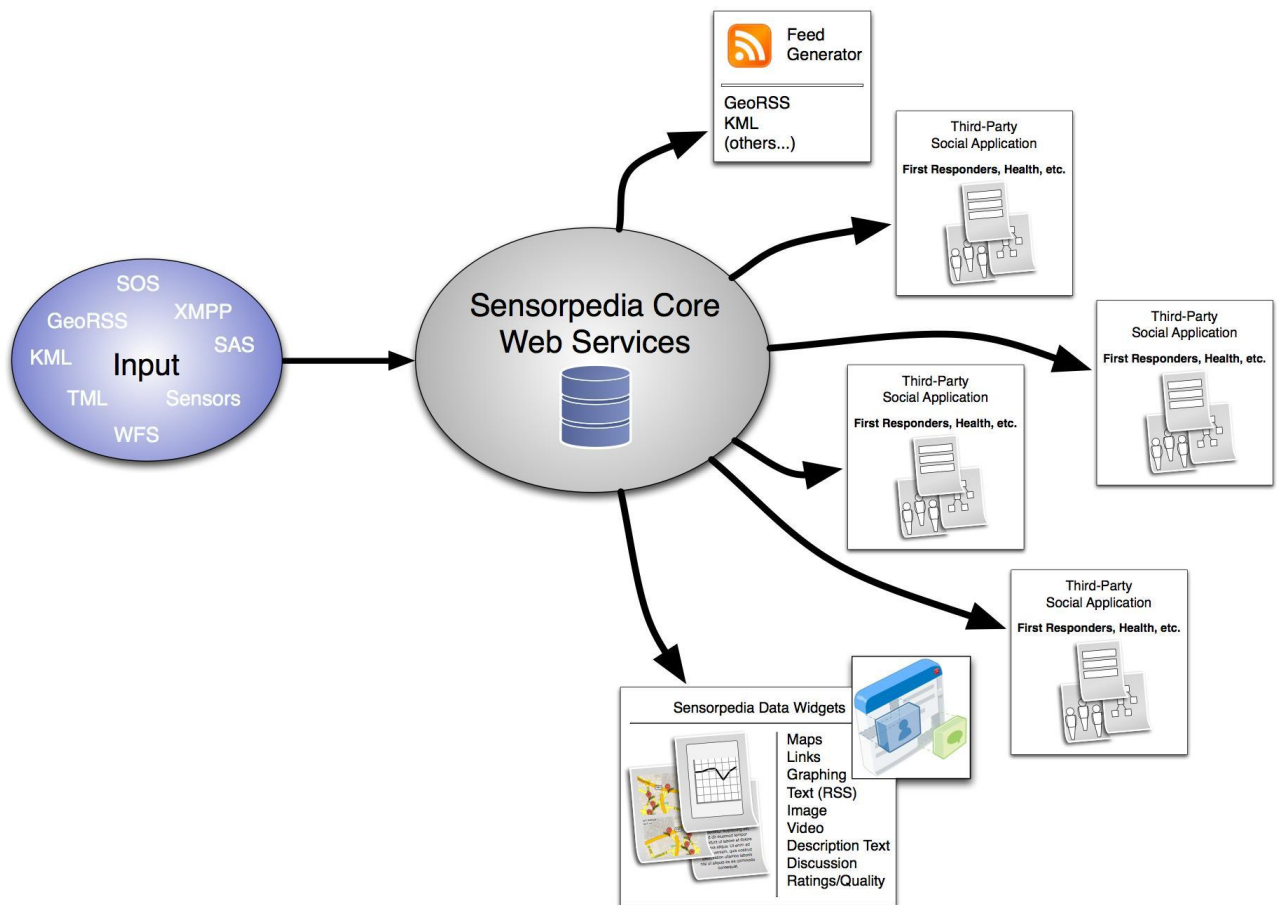 Feed
Generator
GeoRSS
KML
(others...)
Third-Party
Social Application
First Responders, Health, etc.
SOS
XMPP
GeoRSS
SAS
KML
Input
TML
Sensors
WFS
Sensorpedia Core
Web Services
Third-Party
Social Application
First Responders, Health, etc.
Third-Party
Social Application
First Responders, Health, etc.
Third-Party
Social Application
First Responders, Health, etc.
Sensorpedia Data Widgets
Maps
Links
Graphing
Text (RSS)
Image
Video
Description Text
Discussion
Ratings/Quality